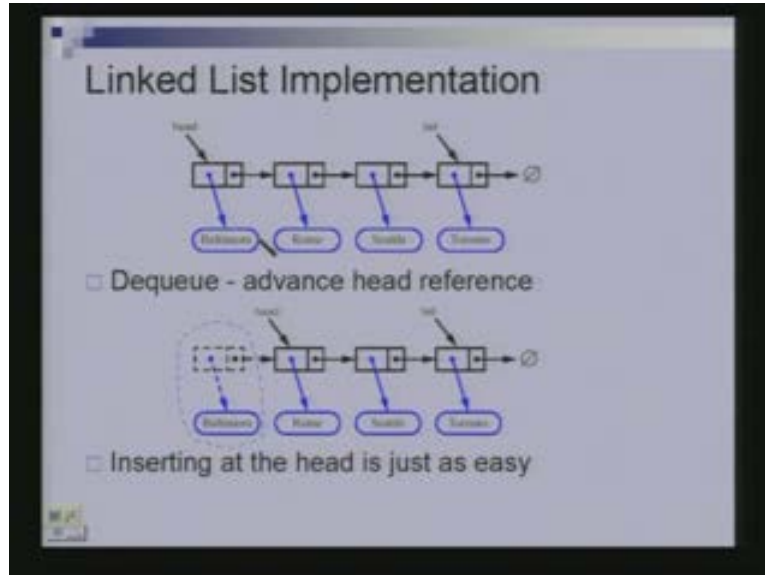 Linked List Implementation
head tail
Baltimore Rome Seattle Toronto
Dequeue - advance head reference
head tail
Baltimore Rome Seattle Toronto
Inserting at the head is just as easy